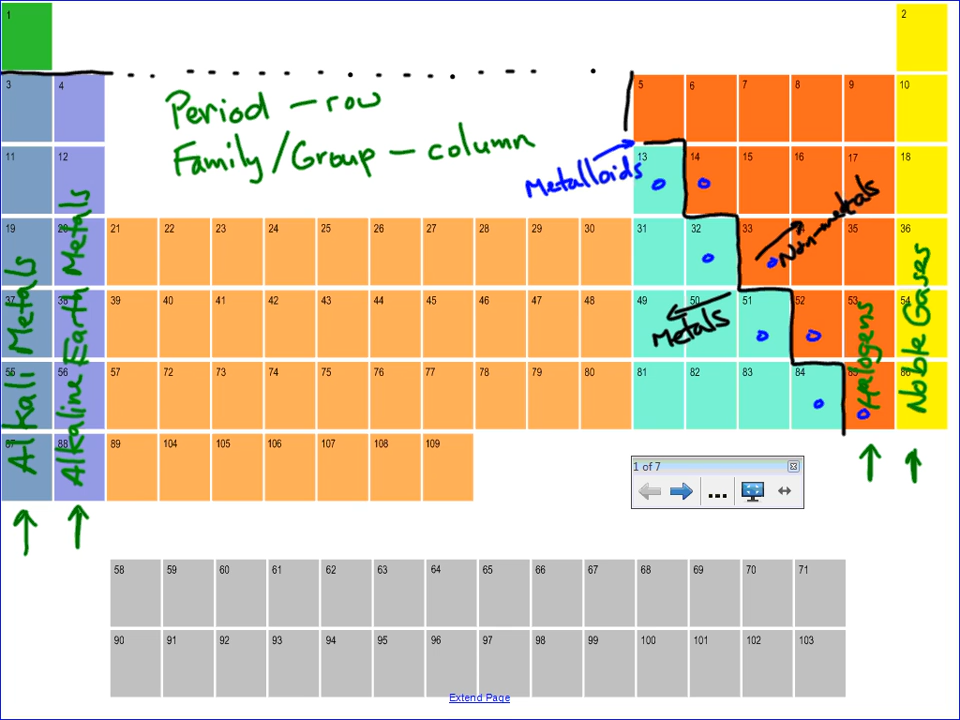 1 2
3 4 5 6 7 8 9 10
Period – row
Family/Group – column
Metalloids
11 12 13 14 15 16 17 18
Non-metals
19 20 21 22 23 24 25 26 27 28 29 30 31 32 33 34 35 36
37 38 39 40 41 42 43 44 45 46 47 48 49 50 51 52 53 54
Metals
55 56 57 72 73 74 75 76 77 78 79 80 81 82 83 84 85 86
87 88 89 104 105 106 107 108 109
Alkali Metals
Alkaline Earth Metals
Halogens
Noble Gases
1 of 7
58 59 60 61 62 63 64 65 66 67 68 69 70 71
90 91 92 93 94 95 96 97 98 99 100 101 102 103
Extend Page